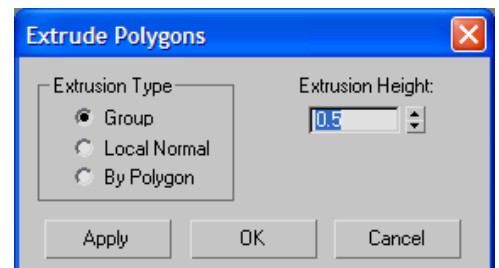 Extrude Polygons
Extrusion Type
Group
Local Normal
By Polygon
Extrusion Height:
0.5
Apply
OK
Cancel